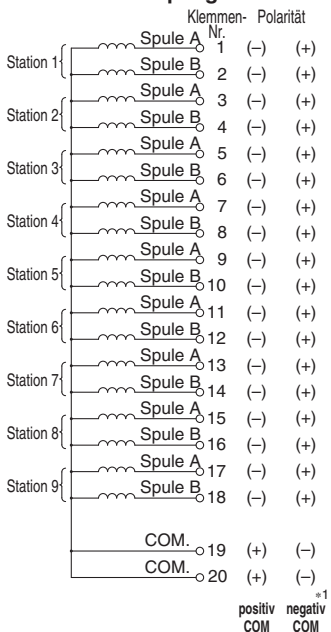 Klemmen- Polarität
Nr.
Station 1 Spule A 1 (–) (+)
Spule B 2 (–) (+)
Station 2 Spule A 3 (–) (+)
Spule B 4 (–) (+)
Station 3 Spule A 5 (–) (+)
Spule B 6 (–) (+)
Station 4 Spule A 7 (–) (+)
Spule B 8 (–) (+)
Station 5 Spule A 9 (–) (+)
Spule B 10 (–) (+)
Station 6 Spule A 11 (–) (+)
Spule B 12 (–) (+)
Station 7 Spule A 13 (–) (+)
Spule B 14 (–) (+)
Station 8 Spule A 15 (–) (+)
Spule B 16 (–) (+)
Station 9 Spule A 17 (–) (+)
Spule B 18 (–) (+)
COM. 19 (+) (–)
COM. 20 (+) (–)
*1
positiv negativ
COM COM